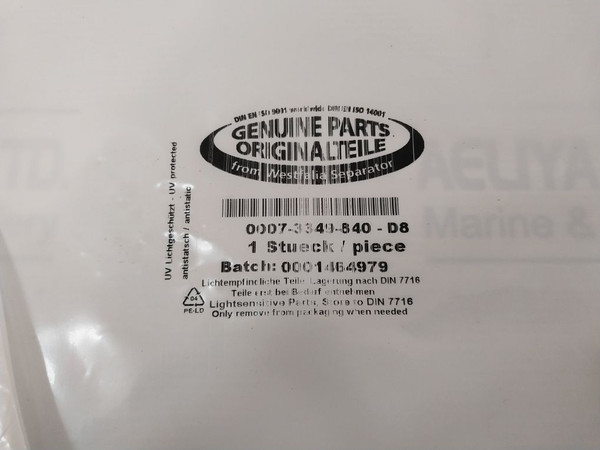 DIN EN ISO 9001 worldwide DIN EN ISO 14001
GENUINE PARTS
ORIGINALTEILE
from Westfalia Separator
0007-3349-840 - D8
1 Stueck / piece
Batch: 0001464979
Lichtempfindliche Teile, Lagerung nach DIN 7716
Teile erst bei Bedarf entnehmen
Lightsensitive Parts, Store to DIN 7716
Only remove from packaging when needed
04
PE-LD
UV Lichtgeschützt - UV protected
antistatisch / antistatic
Marine &